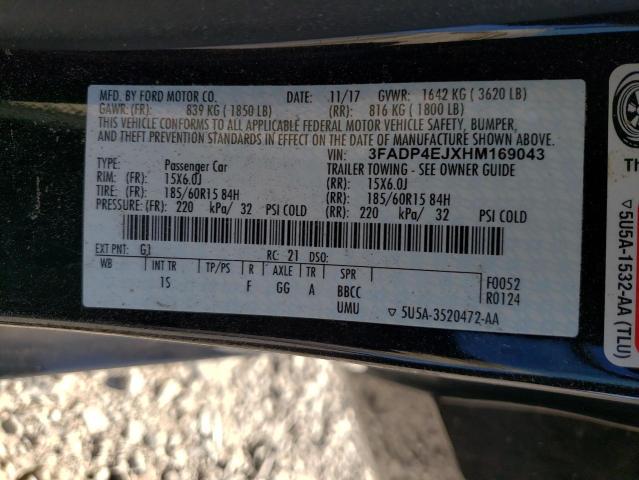 MFD. BY FORD MOTOR CO. DATE: 11/17 GVWR: 1642 KG ( 3620 LB)
GAWR: (FR): 839 KG ( 1850 LB) (RR): 816 KG ( 1800 LB)
THIS VEHICLE CONFORMS TO ALL APPLICABLE FEDERAL MOTOR VEHICLE SAFETY, BUMPER,
AND THEFT PREVENTION STANDARDS IN EFFECT ON THE DATE OF MANUFACTURE SHOWN ABOVE.
VIN: 3FADP4EJXHM169043
TYPE: Passenger Car TRAILER TOWING - SEE OWNER GUIDE
RIM: (FR): 15X6.0J (RR): 15X6.0J
TIRE: (FR): 185/60R15 84H (RR): 185/60R15 84H
PRESSURE: (FR): 220 kPa/ 32 PSI COLD (RR): 220 kPa/ 32 PSI COLD
EXT PNT: G1 RC: 21 DSO:
WB INT TR TP/PS R AXLE TR SPR F0052
1S F GG A BBCC R0124
UMU ▽ 5U5A-3520472-AA
▽ 5U5A-1532-AA (TLU)